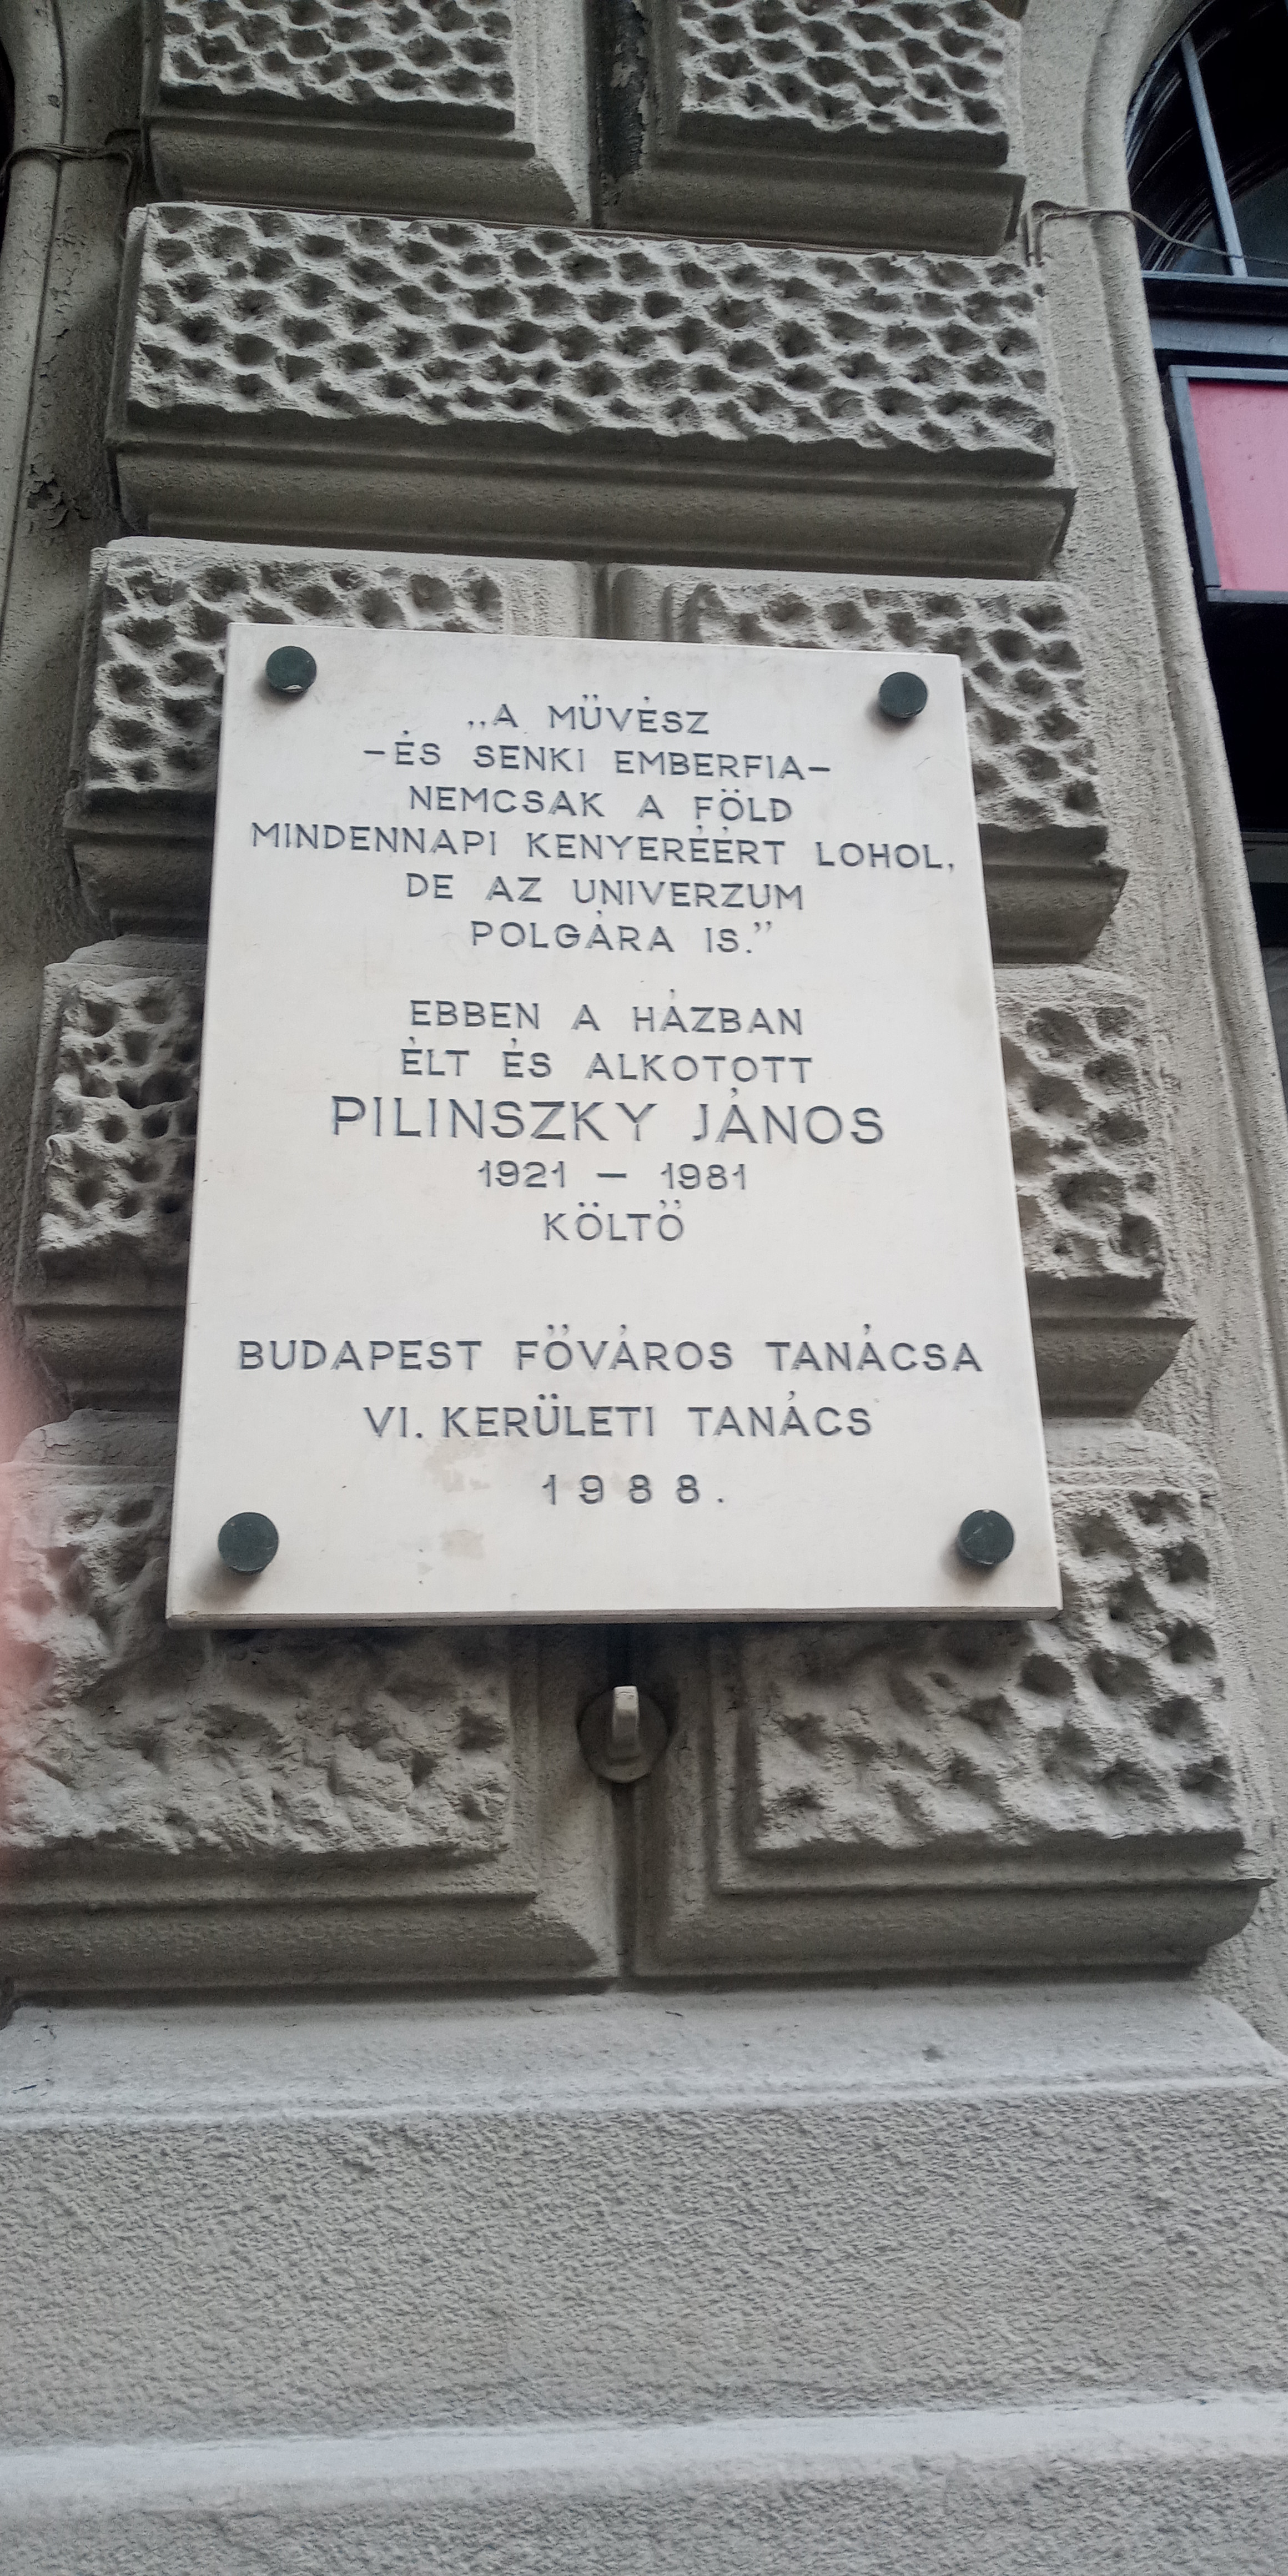 „A MŰVÉSZ
–ÉS SENKI EMBERFIA–
NEMCSAK A FÖLD
MINDENNAPI KENYERÉÉRT LOHOL,
DE AZ UNIVERZUM
POLGÁRA IS.”
EBBEN A HÁZBAN
ÉLT ÉS ALKOTOTT
PILINSZKY JÁNOS
1921 – 1981
KÖLTŐ
BUDAPEST FŐVÁROS TANÁCSA
VI. KERÜLETI TANÁCS
1988.